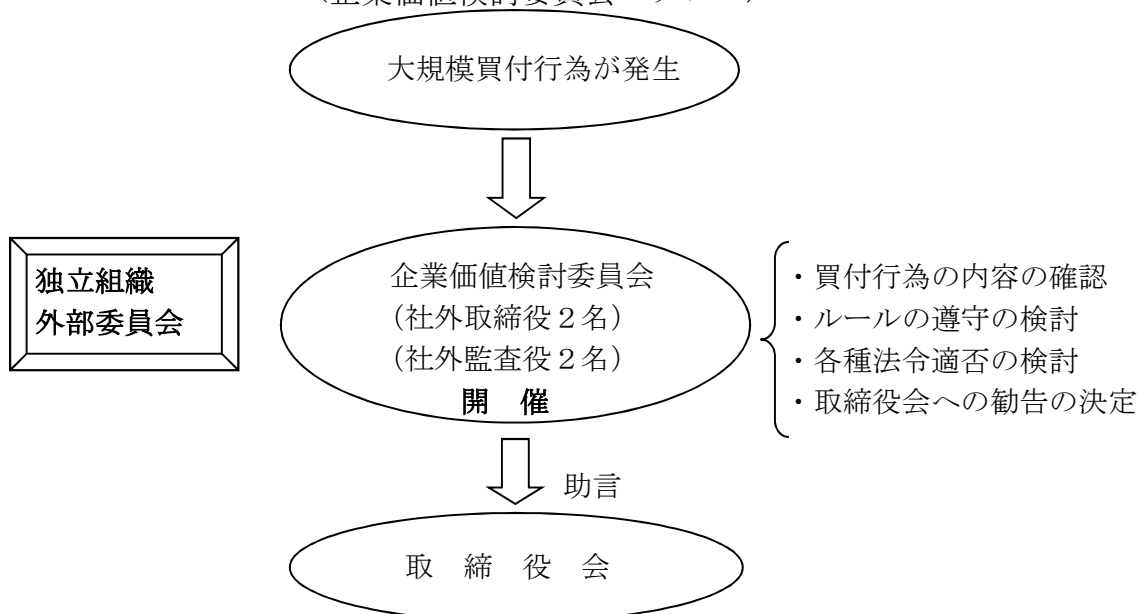 大規模買付行為が発生
独立組織
外部委員会
企業価値検討委員会
(社外取締役2名)
(社外監査役2名)
開 催
・買付行為の内容の確認
・ルールの遵守の検討
・各種法令適否の検討
・取締役会への勧告の決定
助言
取 締 役 会